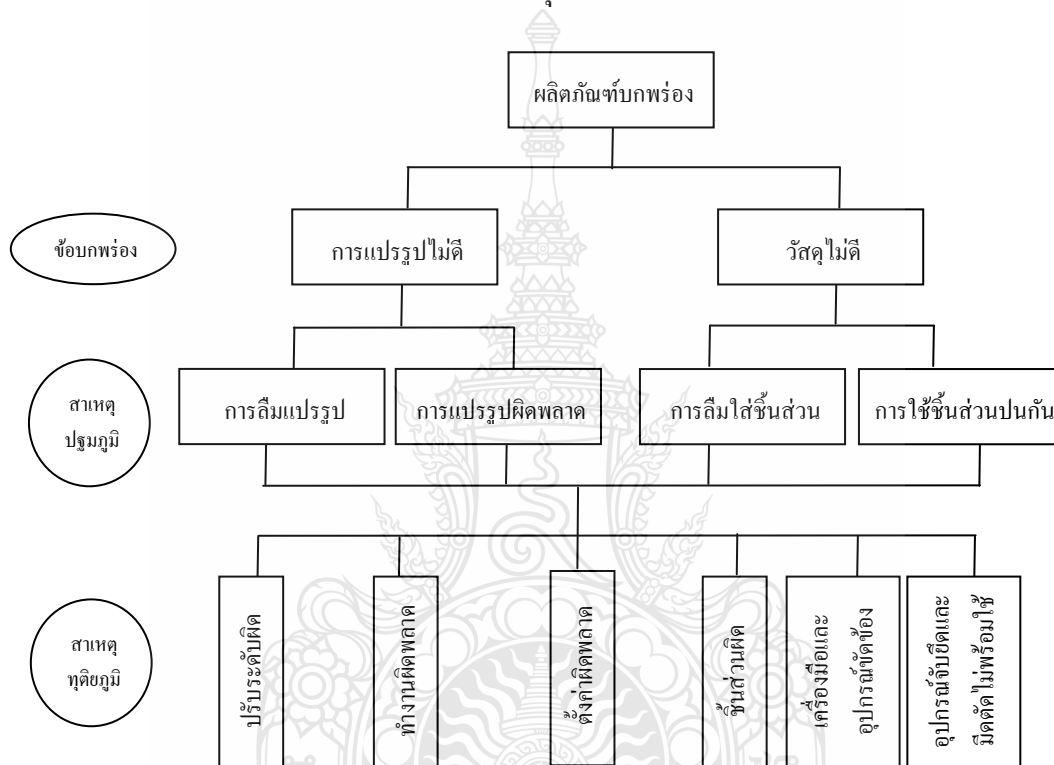 ผลิตภัณฑ์บกพร่อง
ข้อบกพร่อง
การแปรรูปไม่ดี
วัสดุไม่ดี
สาเหตุ
ปฐมภูมิ
การลืมแปรรูป
การแปรรูปผิดพลาด
การลืมใส่ชิ้นส่วน
การใช้ชิ้นส่วนปนกัน
สาเหตุ
ทุติยภูมิ
ปรับระดับผิด
ทำงานผิดพลาด
ตั้งค่าผิดพลาด
ชิ้นส่วนผิด
เครื่องมือและ
อุปกรณ์ขัดข้อง
อุปกรณ์จับยึดและ
มีดตัดไม่พร้อมใช้